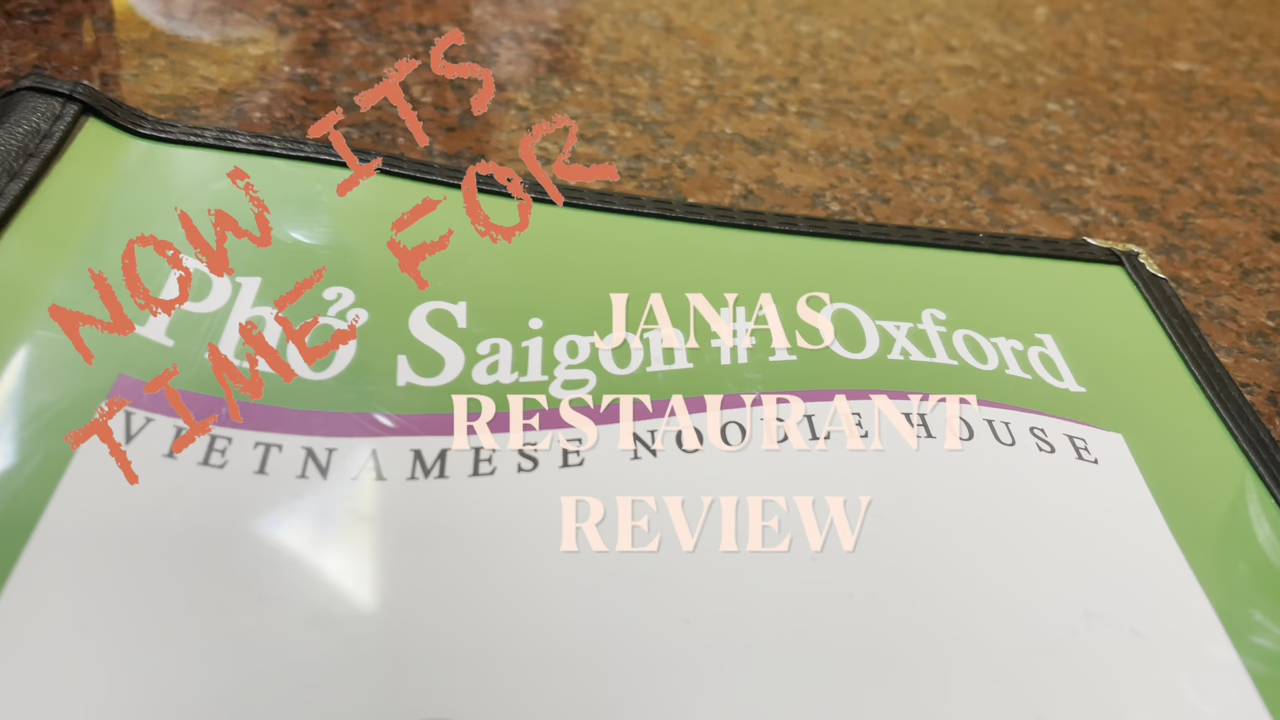 NOW ITS
TIME FOR
Phở Saigon #1 Oxford
VIETNAMESE NOODLE HOUSE
JANAS
RESTAURANT
REVIEW